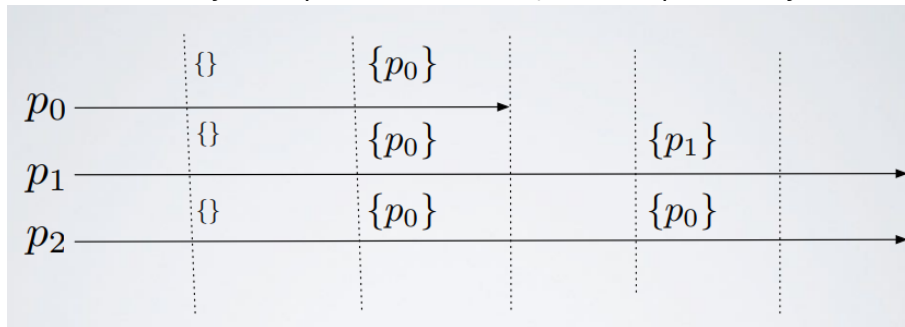 {} {p₀}
p₀
{} {p₀} {p₁}
p₁
{} {p₀} {p₀}
p₂